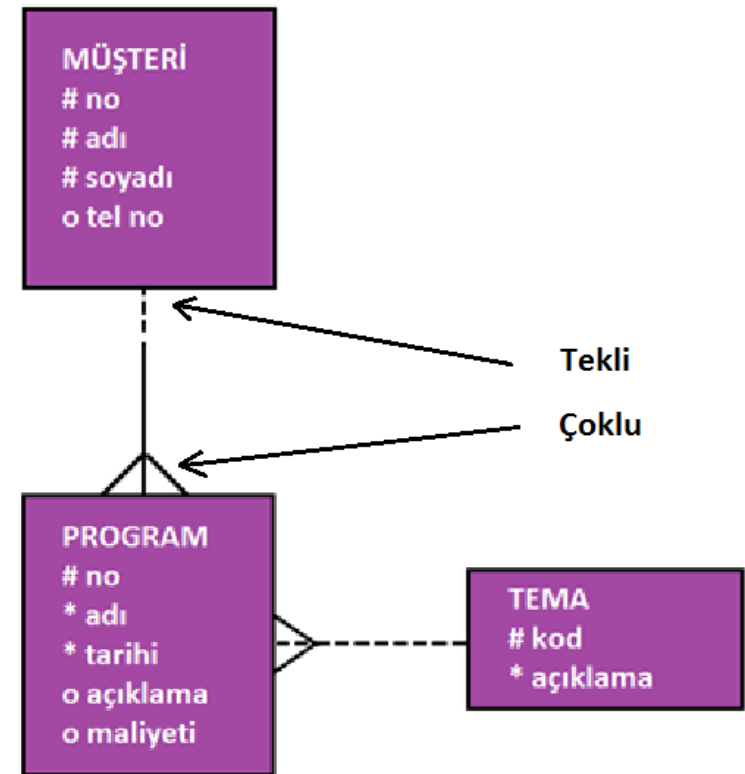 MÜŞTERİ
# no
# adı
# soyadı
o tel no
Tekli
Çoklu
PROGRAM
# no
* adı
* tarihi
o açıklama
o maliyeti
TEMA
# kod
* açıklama